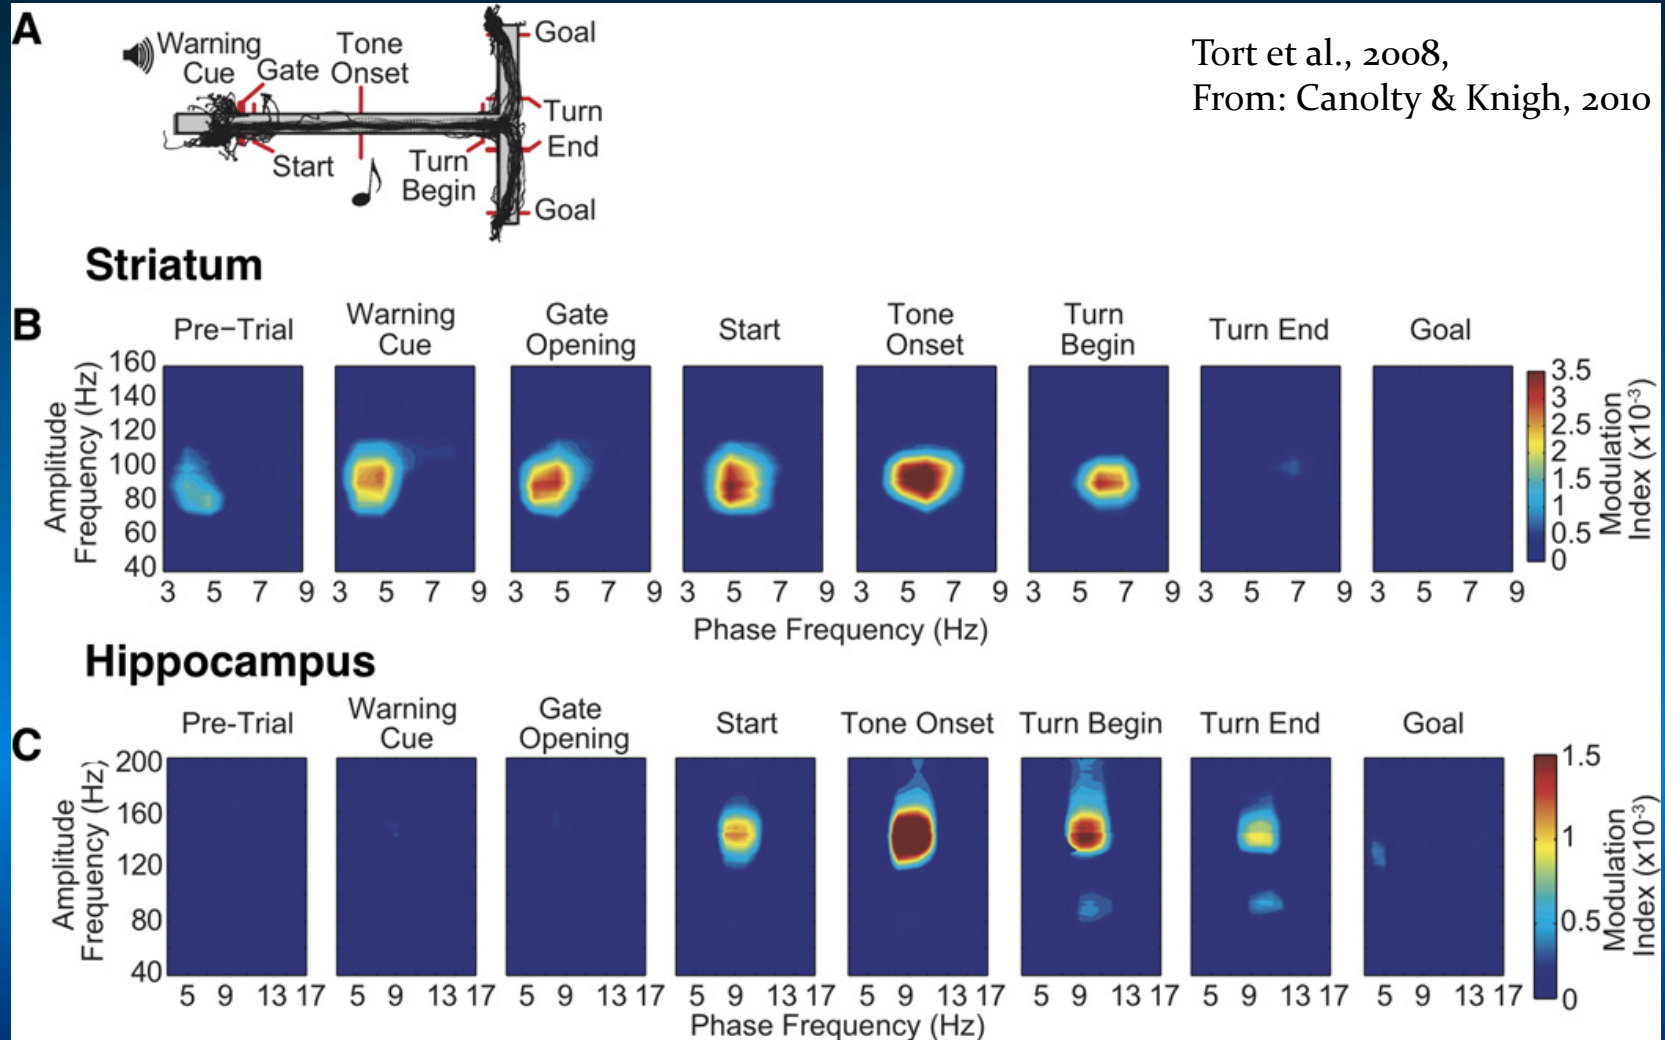 A
Warning
Cue
Gate
Tone
Onset
Goal
Tort et al., 2008,
From: Canolty & Knigh, 2010
Turn
End
Start
Turn
Begin
Goal
Striatum
B
Pre–Trial
Warning
Cue
Gate
Opening
Start
Tone
Onset
Turn
Begin
Turn End
Goal
Amplitude
Frequency (Hz)
160
140
120
100
80
60
40
3 5 7 9
3 5 7 9
3 5 7 9
3 5 7 9
3 5 7 9
3 5 7 9
3 5 7 9
3 5 7 9
Phase Frequency (Hz)
3.5
3
2.5
2
1.5
1
0.5
0
Modulation
Index (x10-3)
Hippocampus
C
Pre-Trial
Warning
Cue
Gate
Opening
Start
Tone Onset
Turn Begin
Turn End
Goal
Amplitude
Frequency (Hz)
200
160
120
80
40
5 9 13 17
5 9 13 17
5 9 13 17
5 9 13 17
5 9 13 17
5 9 13 17
5 9 13 17
5 9 13 17
Phase Frequency (Hz)
1.5
1
0.5
0
Modulation
Index (x10-3)